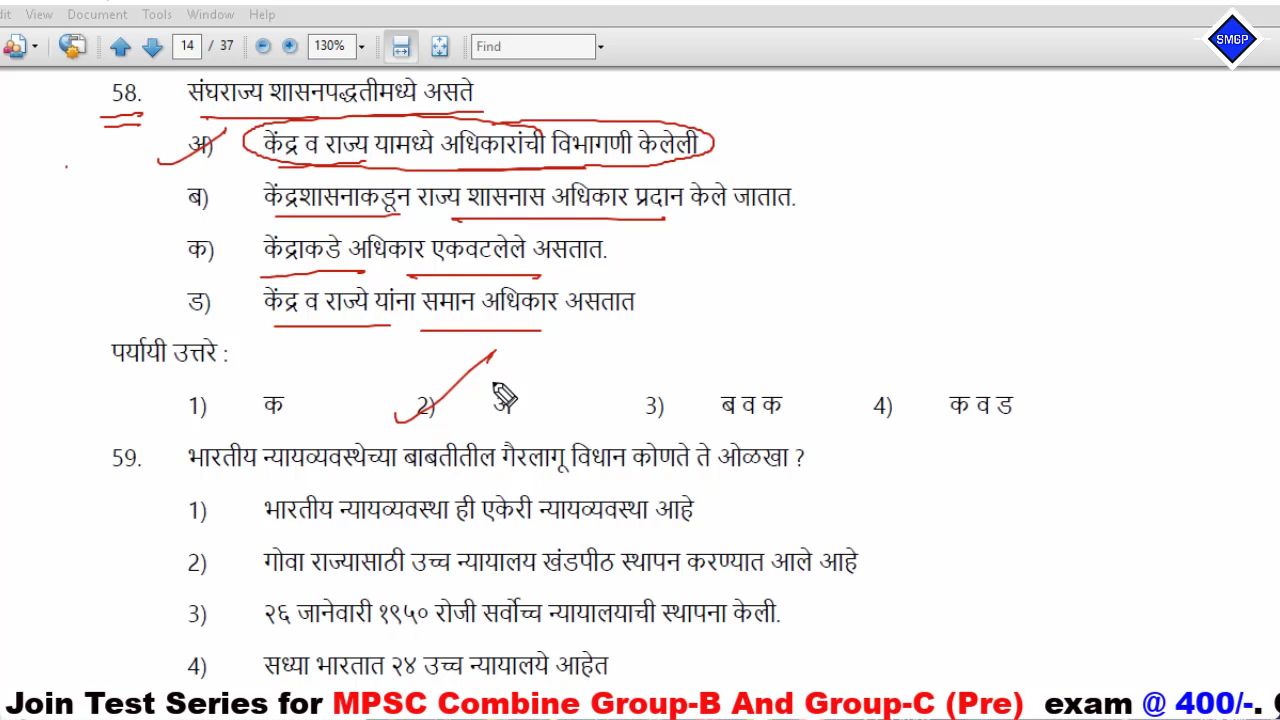 dit View Document Tools Window Help
14 / 37 130% Find
SMGP
58. संघराज्य शासनपद्धतीमध्ये असते
अ) केंद्र व राज्य यामध्ये अधिकारांची विभागणी केलेली
ब) केंद्रशासनाकडून राज्य शासनास अधिकार प्रदान केले जातात.
क) केंद्राकडे अधिकार एकवटलेले असतात.
ड) केंद्र व राज्ये यांना समान अधिकार असतात
पर्यायी उत्तरे :
1) क 2) अ 3) ब व क 4) क व ड
59. भारतीय न्यायव्यवस्थेच्या बाबतीतील गैरलागू विधान कोणते ते ओळखा ?
1) भारतीय न्यायव्यवस्था ही एकेरी न्यायव्यवस्था आहे
2) गोवा राज्यासाठी उच्च न्यायालय खंडपीठ स्थापन करण्यात आले आहे
3) २६ जानेवारी १९५० रोजी सर्वोच्च न्यायालयाची स्थापना केली.
4) सध्या भारतात २४ उच्च न्यायालये आहेत
Join Test Series for MPSC Combine Group-B And Group-C (Pre) exam @ 400/-.